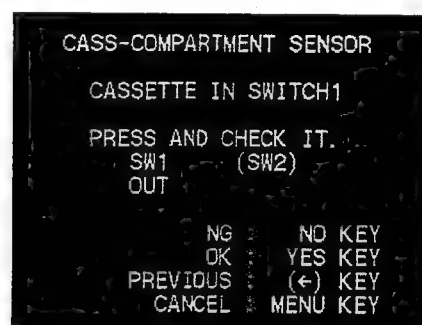 CASS-COMPARTMENT SENSOR
CASSETTE IN SWITCH1
PRESS AND CHECK IT.
SW1 (SW2)
OUT
NG : NO KEY
OK : YES KEY
PREVIOUS : (←) KEY
CANCEL : MENU KEY